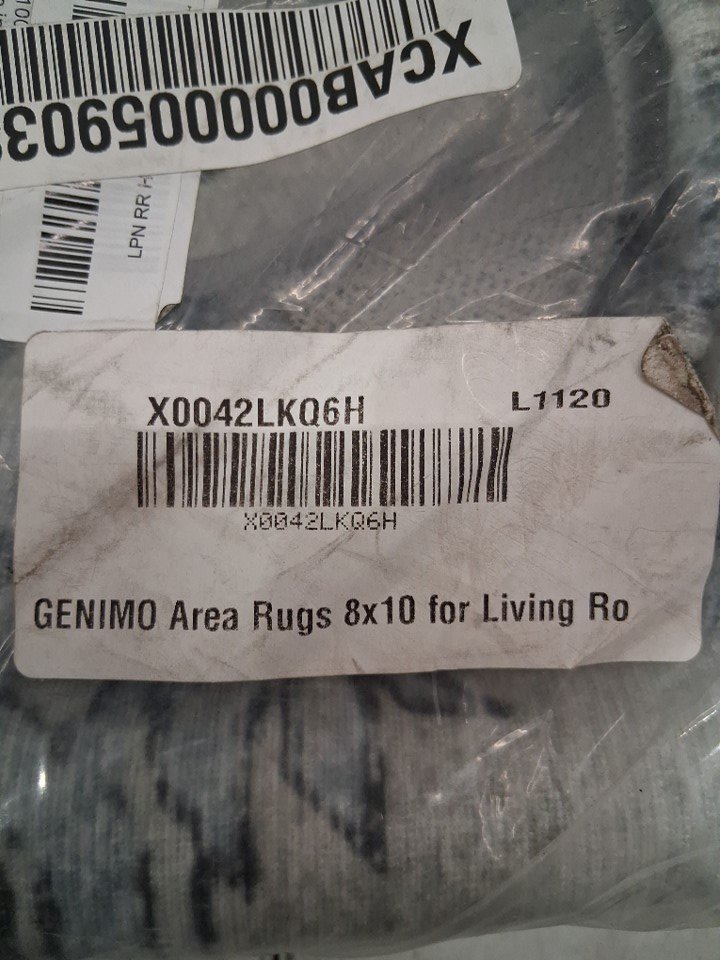 XCAB000005903
LPN RR
X0042LKQ6H
L1120
X0042LKQ6H
GENIMO Area Rugs 8x10 for Living Ro